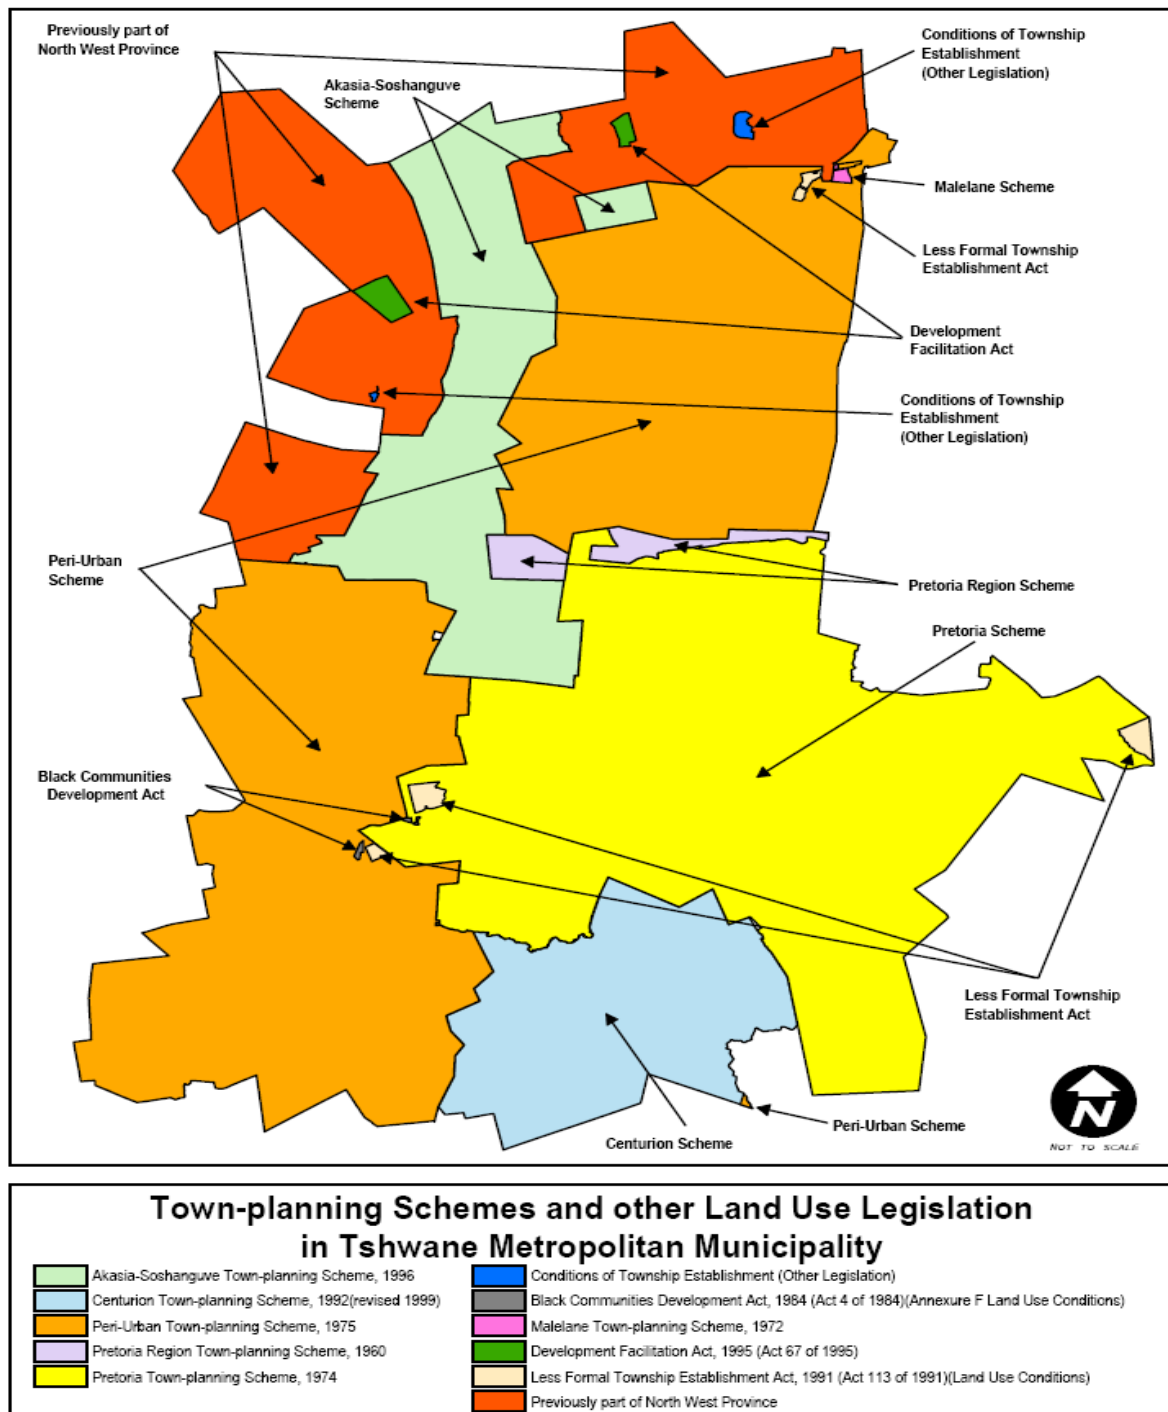 Previously part of
North West Province
Akasia-Soshanguve
Scheme
Conditions of Township
Establishment
(Other Legislation)
Malelane Scheme
Less Formal Township
Establishment Act
Development
Facilitation Act
Conditions of Township
Establishment
(Other Legislation)
Peri-Urban
Scheme
Pretoria Region Scheme
Pretoria Scheme
Black Communities
Development Act
Less Formal Township
Establishment Act
Peri-Urban Scheme
Centurion Scheme
N
NOT TO SCALE
Town-planning Schemes and other Land Use Legislation
in Tshwane Metropolitan Municipality
Akasia-Soshanguve Town-planning Scheme, 1996
Centurion Town-planning Scheme, 1992(revised 1999)
Peri-Urban Town-planning Scheme, 1975
Pretoria Region Town-planning Scheme, 1960
Pretoria Town-planning Scheme, 1974
Conditions of Township Establishment (Other Legislation)
Black Communities Development Act, 1984 (Act 4 of 1984)(Annexure F Land Use Conditions)
Malelane Town-planning Scheme, 1972
Development Facilitation Act, 1995 (Act 67 of 1995)
Less Formal Township Establishment Act, 1991 (Act 113 of 1991)(Land Use Conditions)
Previously part of North West Province